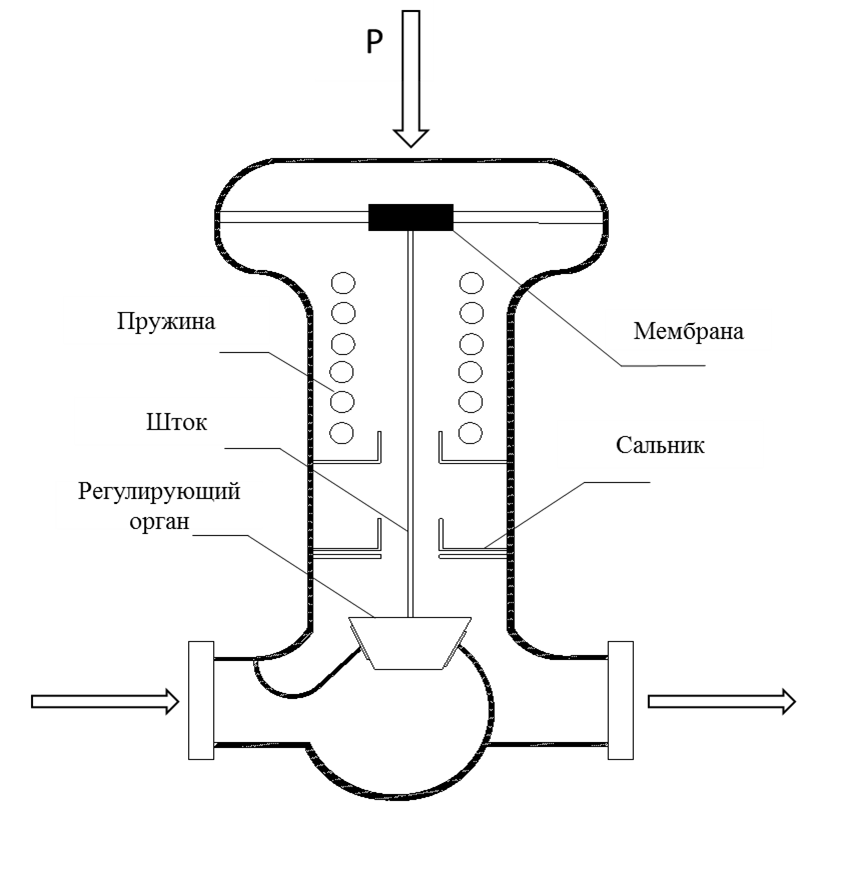 P
Пружина
Мембрана
Шток
Сальник
Регулирующий
орган